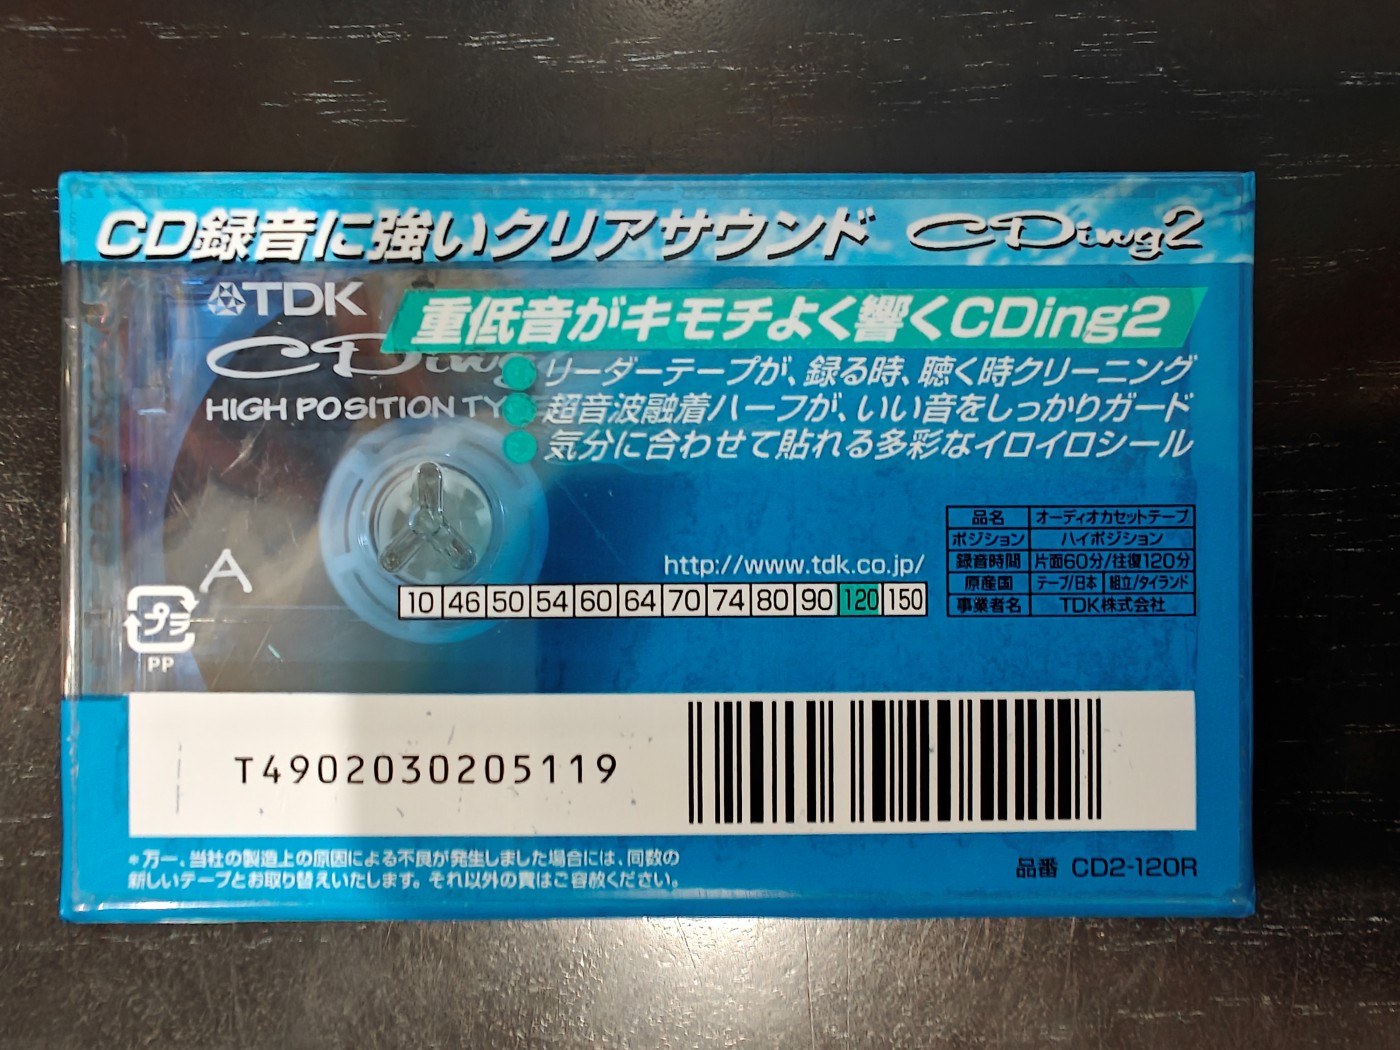 CD録音に強いクリアサウンド CDing2
TDK
重低音がキモチよく響くCDing2
CDing
リーダーテープが、録る時、聴く時クリーニング
HIGH POSITION TY
超音波融着ハーフが、いい音をしっかりガード
気分に合わせて貼れる多彩なイロイロシール
品名 オーディオカセットテープ
ポジション ハイポジション
録音時間 片面60分/往復120分
原産国 テープ/日本 組立/タイランド
事業者名 TDK株式会社
http://www.tdk.co.jp/
A
10 46 50 54 60 64 70 74 80 90 120 150
プラ
PP
T4902030205119
*万一、当社の製造上の原因による不良が発生しました場合には、同数の
新しいテープとお取り替えいたします。それ以外の責はご容赦ください。
品番 CD2-120R